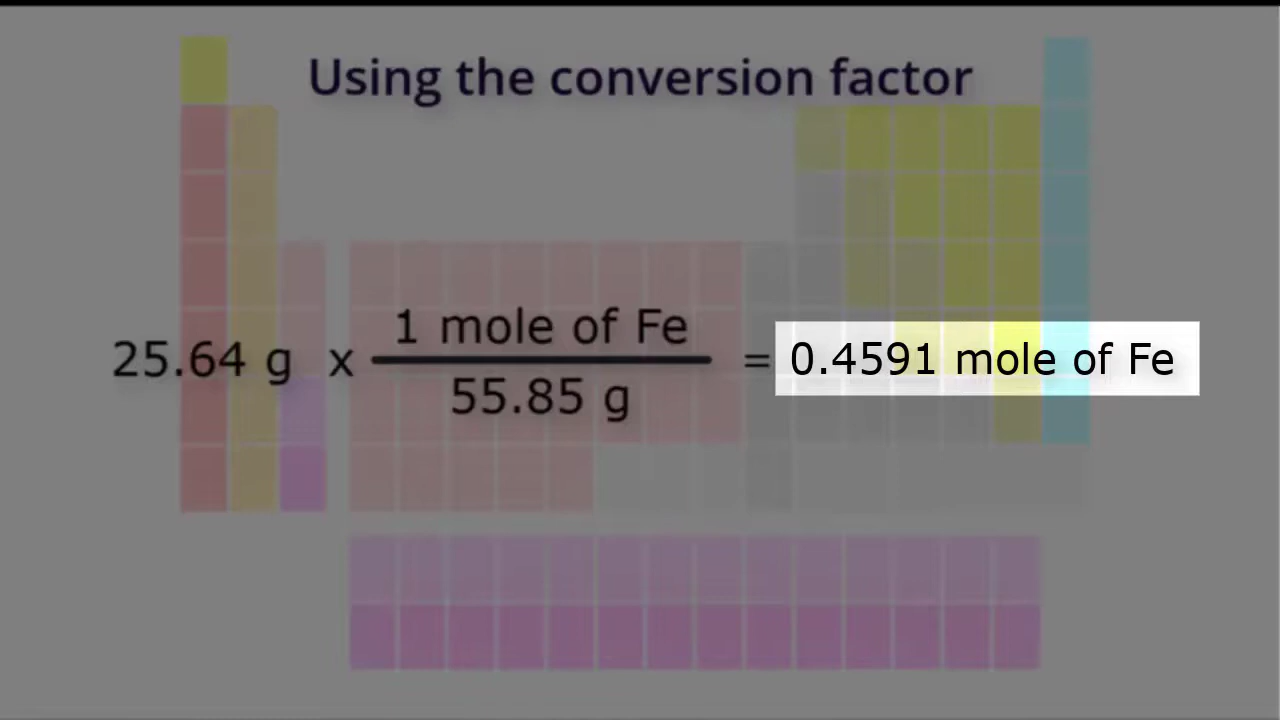 Using the conversion factor
1 mole of Fe
25.64 g x = 0.4591 mole of Fe
55.85 g